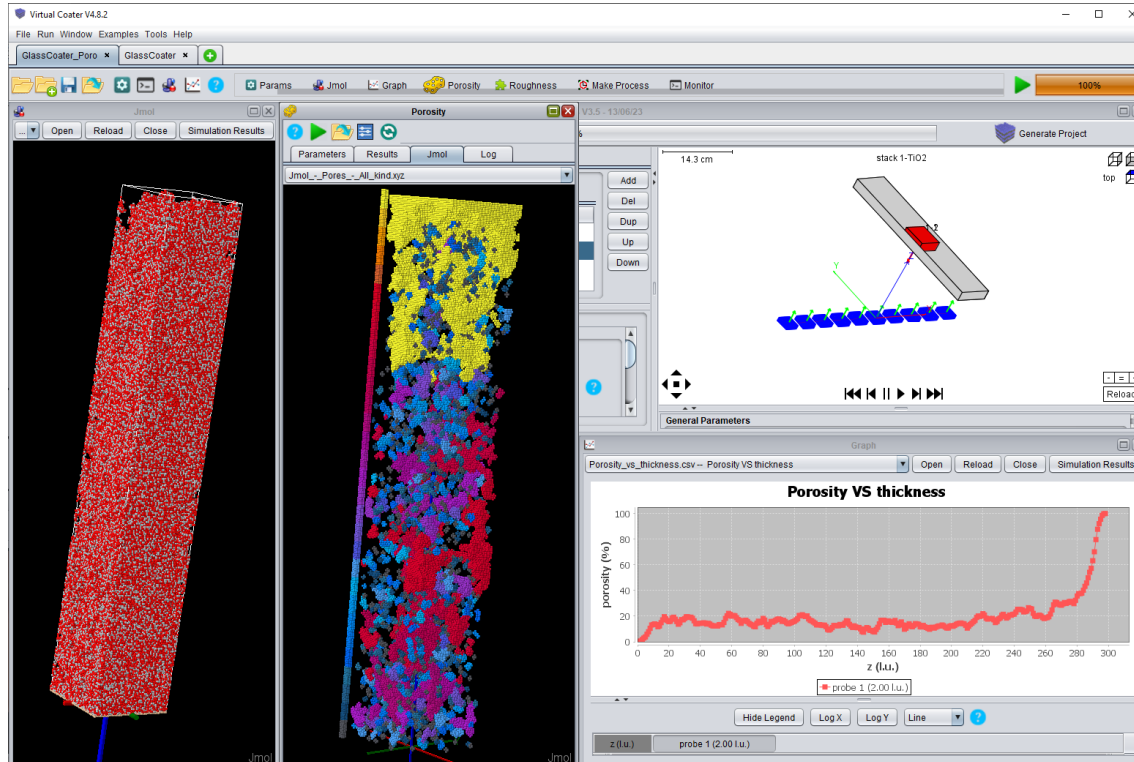 Virtual Coater V4.8.2
File Run Window Examples Tools Help
GlassCoater_Poro
GlassCoater
Params Jmol Graph Porosity Roughness Make Process Monitor
100%
Jmol
... Open Reload Close Simulation Results
Jmol
Porosity
Parameters Results Jmol Log
Jmol_-_Pores_-_All_kind.xyz
Jmol
V3.5 - 13/06/23
%
Generate Project
Add
Del
Dup
Up
Down
14.3 cm
stack 1-TiO2
top
2
Y
- =
Reload
General Parameters
Graph
Porosity_vs_thickness.csv -- Porosity VS thickness Open Reload Close Simulation Results
Porosity VS thickness
porosity (%)
100
80
60
40
20
0
0 20 40 60 80 100 120 140 160 180 200 220 240 260 280 300
z (l.u.)
probe 1 (2.00 l.u.)
Hide Legend Log X Log Y Line
z (l.u.) probe 1 (2.00 l.u.)